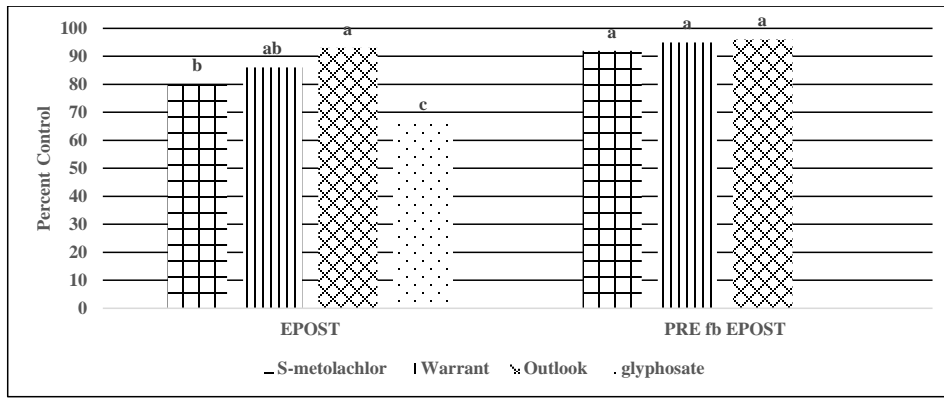 100
90
80
70
60
50
40
30
20
10
0
Percent Control
b
ab
a
c
a
a
a
EPOST
PRE fb EPOST
S-metolachlor
Warrant
Outlook
glyphosate